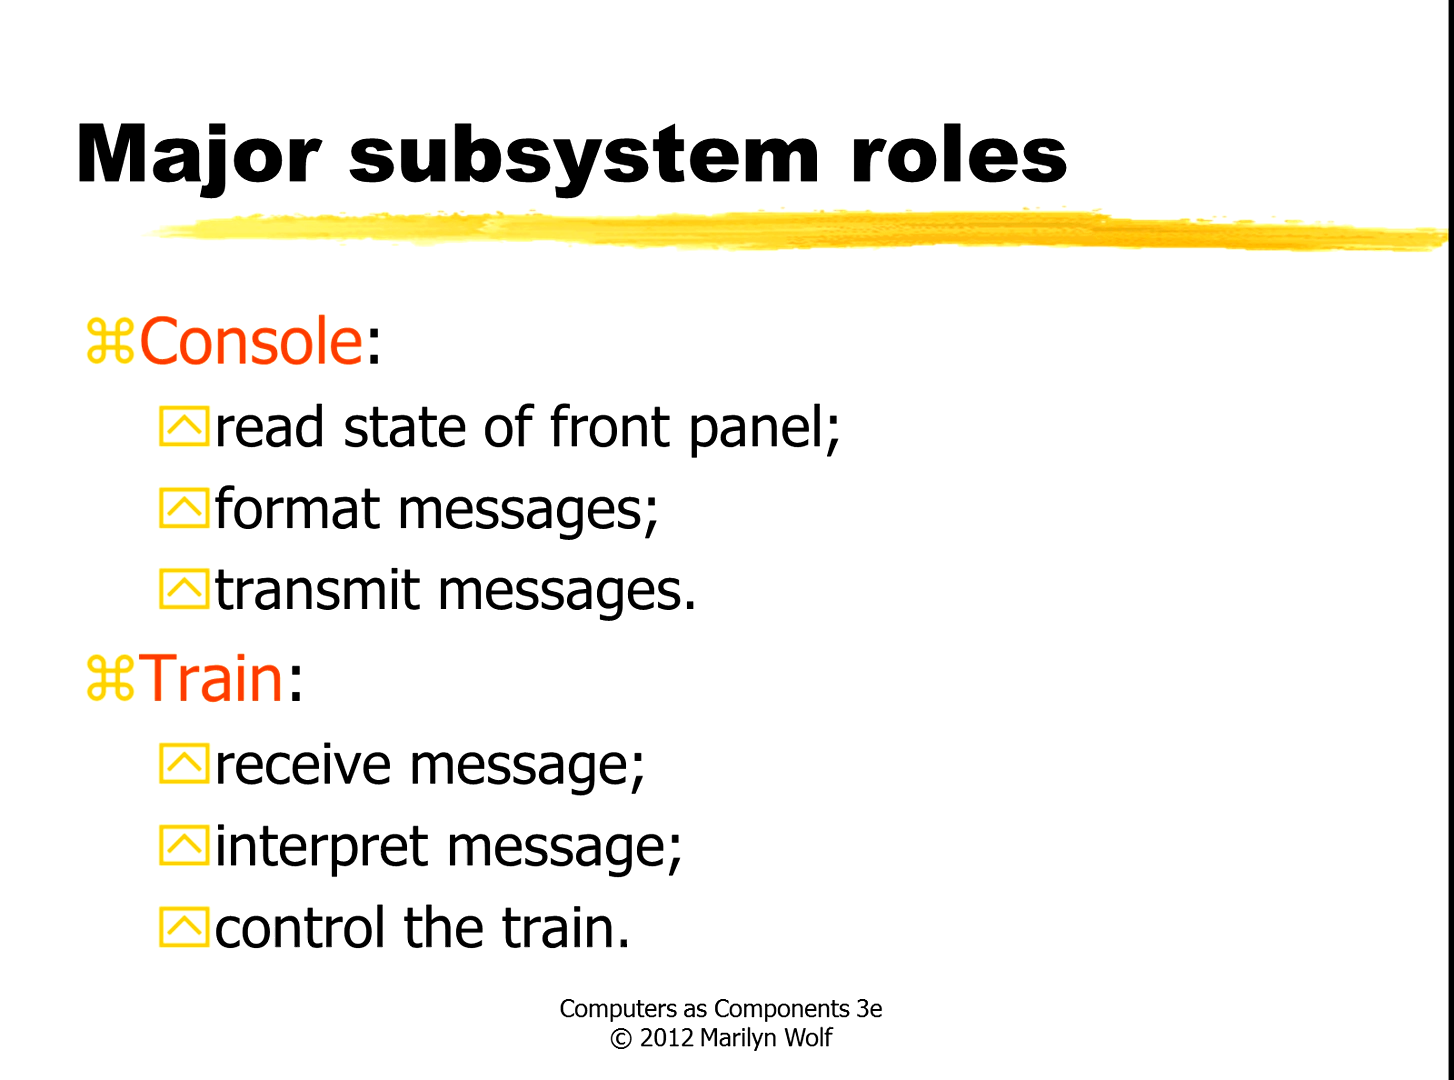 Major subsystem roles
⌘Console:
read state of front panel;
format messages;
transmit messages.
⌘Train:
receive message;
interpret message;
control the train.
Computers as Components 3e
© 2012 Marilyn Wolf